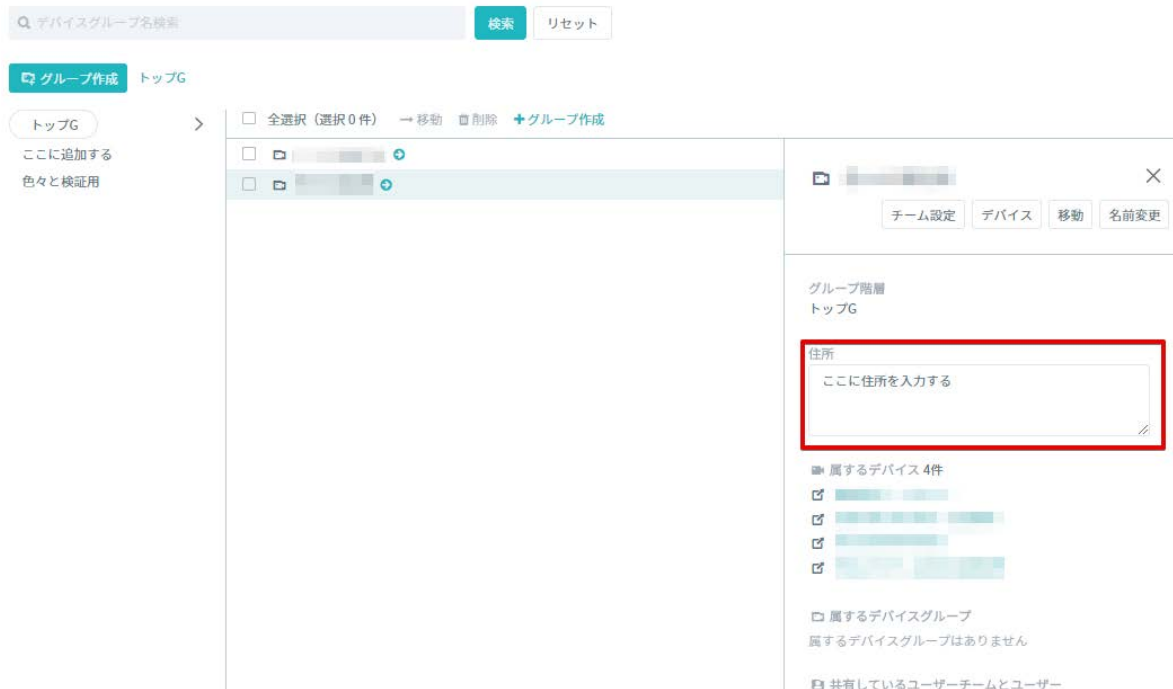 デバイスグループ名検索 検索 リセット
グループ作成 トップG
トップG
ここに追加する
色々と検証用
全選択（選択0件） 移動 削除 グループ作成
チーム設定 デバイス 移動 名前変更
グループ階層
トップG
住所
ここに住所を入力する
属するデバイス 4件
属するデバイスグループ
属するデバイスグループはありません
共有しているユーザーチームとユーザー